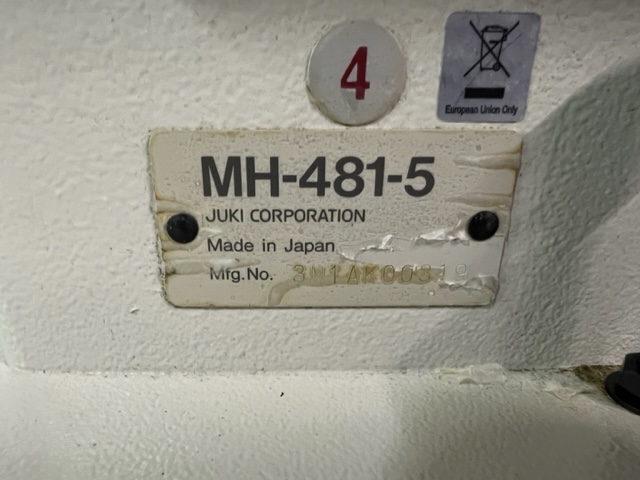 4
European Union Only
MH-481-5
JUKI CORPORATION
Made in Japan
Mfg.No.